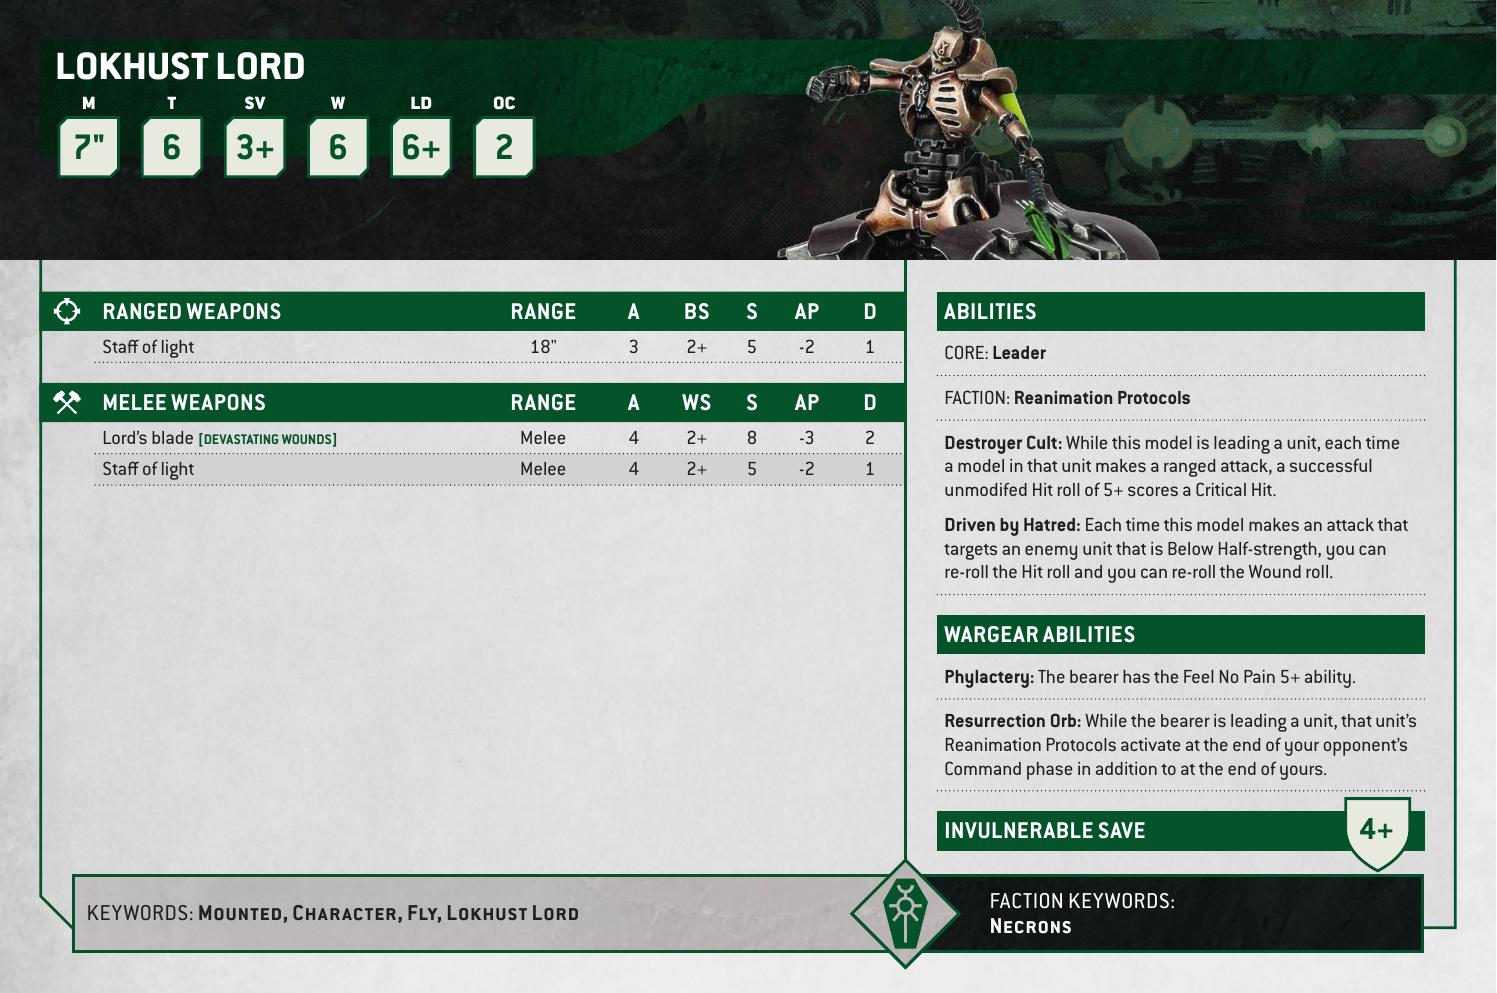 LOKHUST LORD
M T SV W LD OC
7" 6 3+ 6 6+ 2
RANGED WEAPONS RANGE A BS S AP D
Staff of light 18" 3 2+ 5 -2 1
MELEE WEAPONS RANGE A WS S AP D
Lord's blade [DEVASTATING WOUNDS] Melee 4 2+ 8 -3 2
Staff of light Melee 4 2+ 5 -2 1
ABILITIES
CORE: Leader
FACTION: Reanimation Protocols
Destroyer Cult: While this model is leading a unit, each time
a model in that unit makes a ranged attack, a successful
unmodifed Hit roll of 5+ scores a Critical Hit.
Driven by Hatred: Each time this model makes an attack that
targets an enemy unit that is Below Half-strength, you can
re-roll the Hit roll and you can re-roll the Wound roll.
WARGEAR ABILITIES
Phylactery: The bearer has the Feel No Pain 5+ ability.
Resurrection Orb: While the bearer is leading a unit, that unit's
Reanimation Protocols activate at the end of your opponent's
Command phase in addition to at the end of yours.
INVULNERABLE SAVE 4+
KEYWORDS: MOUNTED, CHARACTER, FLY, LOKHUST LORD
FACTION KEYWORDS:
NECRONS